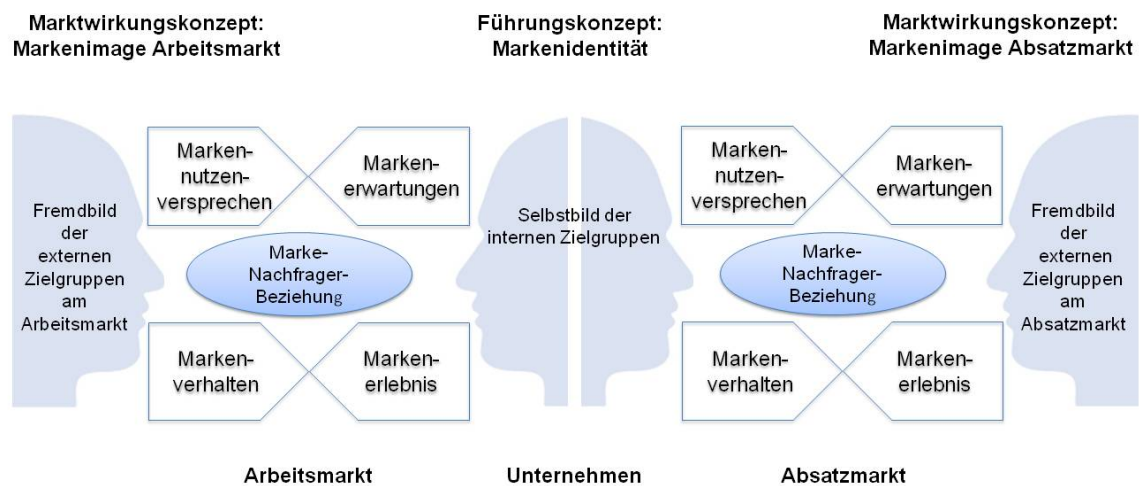 Marktwirkungskonzept:
Markenimage Arbeitsmarkt
Führungskonzept:
Markenidentität
Marktwirkungskonzept:
Markenimage Absatzmarkt
Fremdbild
der
externen
Zielgruppen
am
Arbeitsmarkt
Marken-
nutzen-
versprechen
Marken-
erwartungen
Marke-
Nachfrager-
Beziehung
Marken-
verhalten
Marken-
erlebnis
Selbstbild der
internen Zielgruppen
Marken-
nutzen-
versprechen
Marken-
erwartungen
Marke-
Nachfrager-
Beziehung
Marken-
verhalten
Marken-
erlebnis
Fremdbild
der
externen
Zielgruppen
am
Absatzmarkt
Arbeitsmarkt
Unternehmen
Absatzmarkt